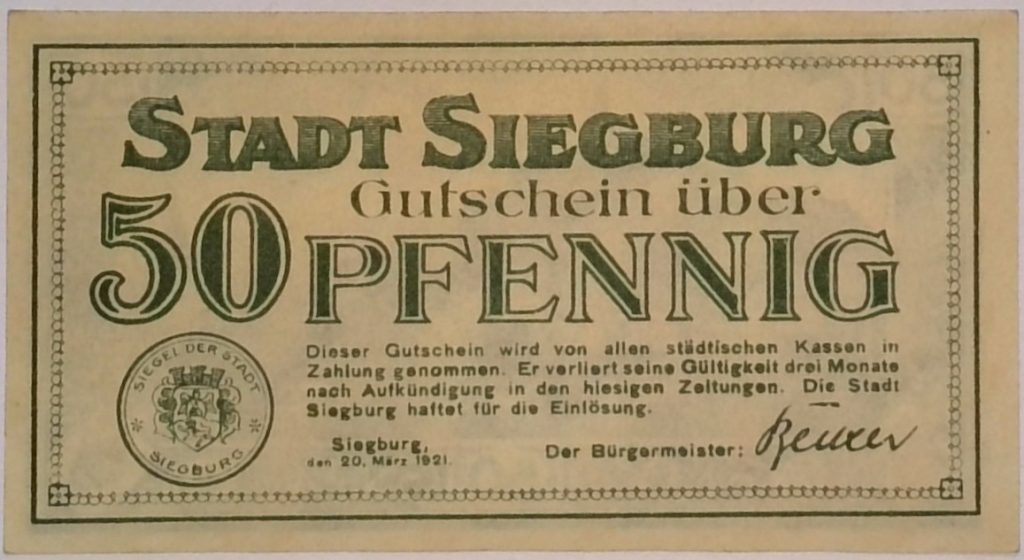 STADT SIEGBURG
Gutschein über
50 PFENNIG
Dieser Gutschein wird von allen städtischen Kassen in
Zahlung genommen. Er verliert seine Gültigkeit drei Monate
nach Aufkündigung in den hiesigen Zeitungen. Die Stadt
Siegburg haftet für die Einlösung.
Siegburg,
den 20. März 1921.
Der Bürgermeister:
SIEGEL DER STADT
* SIEGBURG *